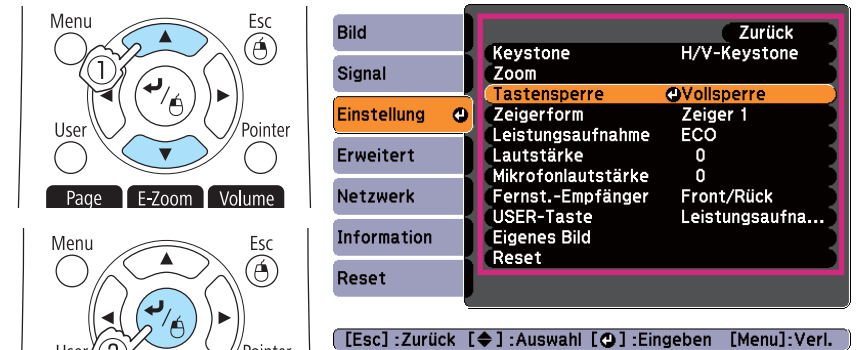 Menu
Esc
1
User
Pointer
Page
E-Zoom
Volume
Menu
Esc
Bild
Signal
Einstellung
Erweitert
Netzwerk
Information
Reset
Zurück
Keystone H/V-Keystone
Zoom
Tastensperre Vollsperre
Zeigerform Zeiger 1
Leistungsaufnahme ECO
Lautstärke 0
Mikrofonlautstärke 0
Fernst.-Empfänger Front/Rück
USER-Taste Leistungsaufna...
Eigenes Bild
Reset
[Esc] :Zurück [◆] :Auswahl [⏎] :Eingeben [Menu]:Verl.